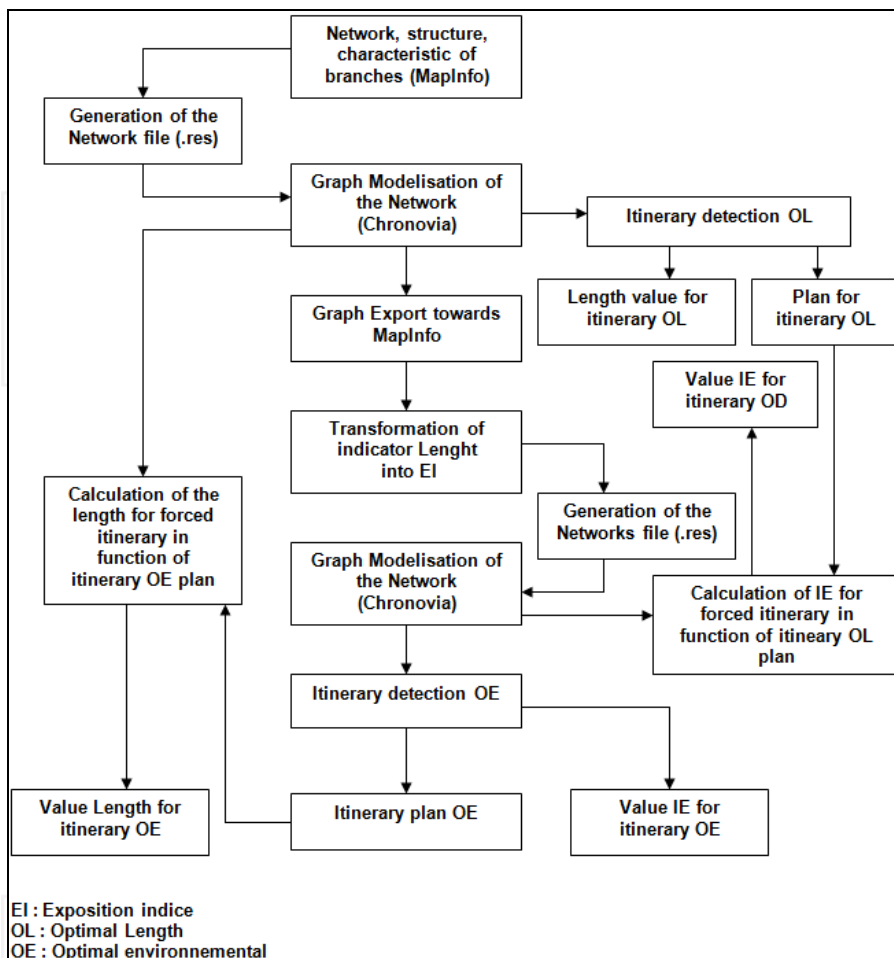 Network, structure,
characteristic of
branches (MapInfo)
Generation of the
Network file (.res)
Graph Modelisation of
the Network
(Chronovia)
Itinerary detection OL
Length value for
itinerary OL
Plan for
itinerary OL
Graph Export towards
MapInfo
Value IE for
itinerary OD
Transformation of
indicator Lenght
into EI
Calculation of the
length for forced
itinerary in
function of
itinerary OE plan
Generation of the
Networks file (.res)
Graph Modelisation of
the Network
(Chronovia)
Calculation of IE for
forced itinerary in
function of itineary OL
plan
Itinerary detection OE
Value Length for
itinerary OE
Itinerary plan OE
Value IE for
itinerary OE
EI : Exposition indice
OL : Optimal Length
OE : Optimal environnemental